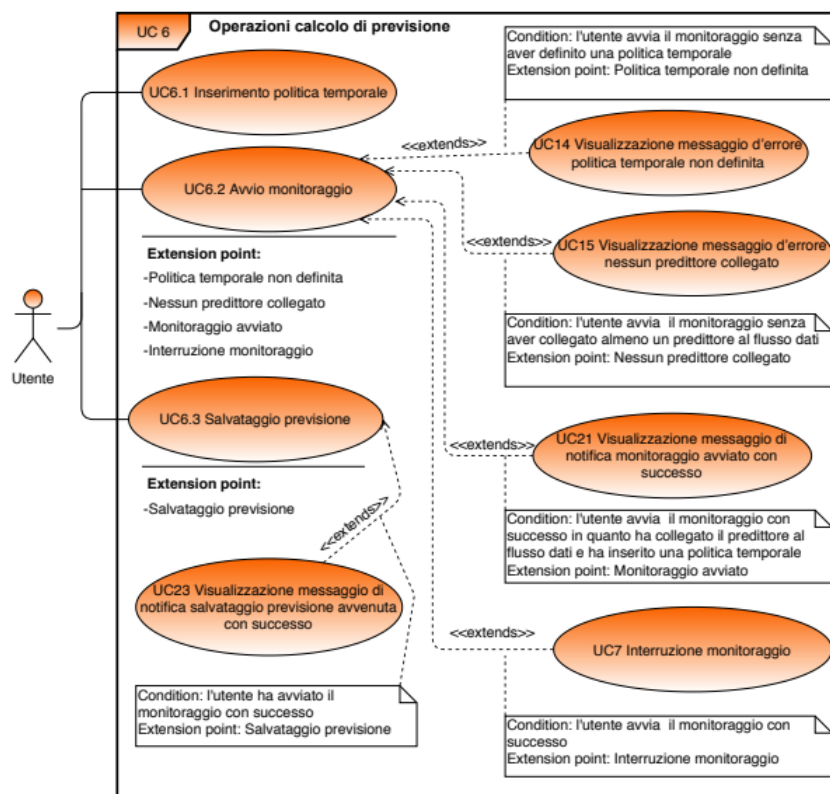 UC 6
Operazioni calcolo di previsione
Condition: l'utente avvia il monitoraggio senza
aver definito una politica temporale
Extension point: Politica temporale non definita
UC6.1 Inserimento politica temporale
<<extends>>
UC14 Visualizzazione messaggio d'errore
politica temporale non definita
UC6.2 Avvio monitoraggio
<<extends>>
UC15 Visualizzazione messaggio d'errore
nessun predittore collegato
Extension point:
-Politica temporale non definita
-Nessun predittore collegato
-Monitoraggio avviato
-Interruzione monitoraggio
Condition: l'utente avvia  il monitoraggio senza
aver collegato almeno un predittore al flusso dati
Extension point: Nessun predittore collegato
Utente
UC6.3 Salvataggio previsione
<<extends>>
UC21 Visualizzazione messaggio di
notifica monitoraggio avviato con
successo
Extension point:
-Salvataggio previsione
<<extends>>
Condition: l'utente avvia  il monitoraggio con
successo in quanto ha collegato il predittore al
flusso dati e ha inserito una politica temporale
Extension point: Monitoraggio avviato
UC23 Visualizzazione messaggio di
notifica salvataggio previsione avvenuta
con successo
<<extends>>
UC7 Interruzione monitoraggio
Condition: l'utente ha avviato il
monitoraggio con successo
Extension point: Salvataggio previsione
Condition: l'utente avvia  il monitoraggio con
successo
Extension point: Interruzione monitoraggio